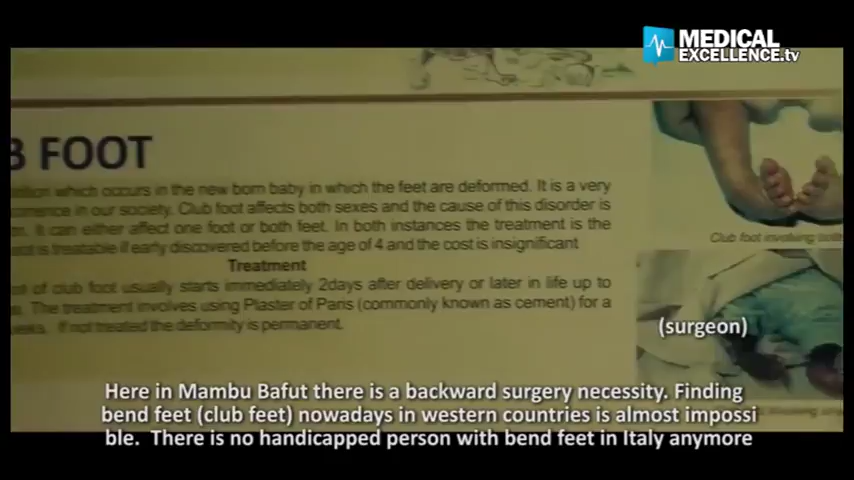 MEDICAL
EXCELLENCE.tv
B FOOT
which occurs in the new born baby in which the feet are deformed. It is a very
in our society. Club foot affects both sexes and the cause of this disorder is
It can either affect one foot or both feet. In both instances the treatment is the
is treatable if early discovered before the age of 4 and the cost is insignificant
Treatment
of club foot usually starts immediately 2days after delivery or later in life up to
The treatment involves using Plaster of Paris (commonly known as cement) for a
If not treated the deformity is permanent.
Club foot involving
(surgeon)
Here in Mambu Bafut there is a backward surgery necessity. Finding
bend feet (club feet) nowadays in western countries is almost impossi
ble. There is no handicapped person with bend feet in Italy anymore